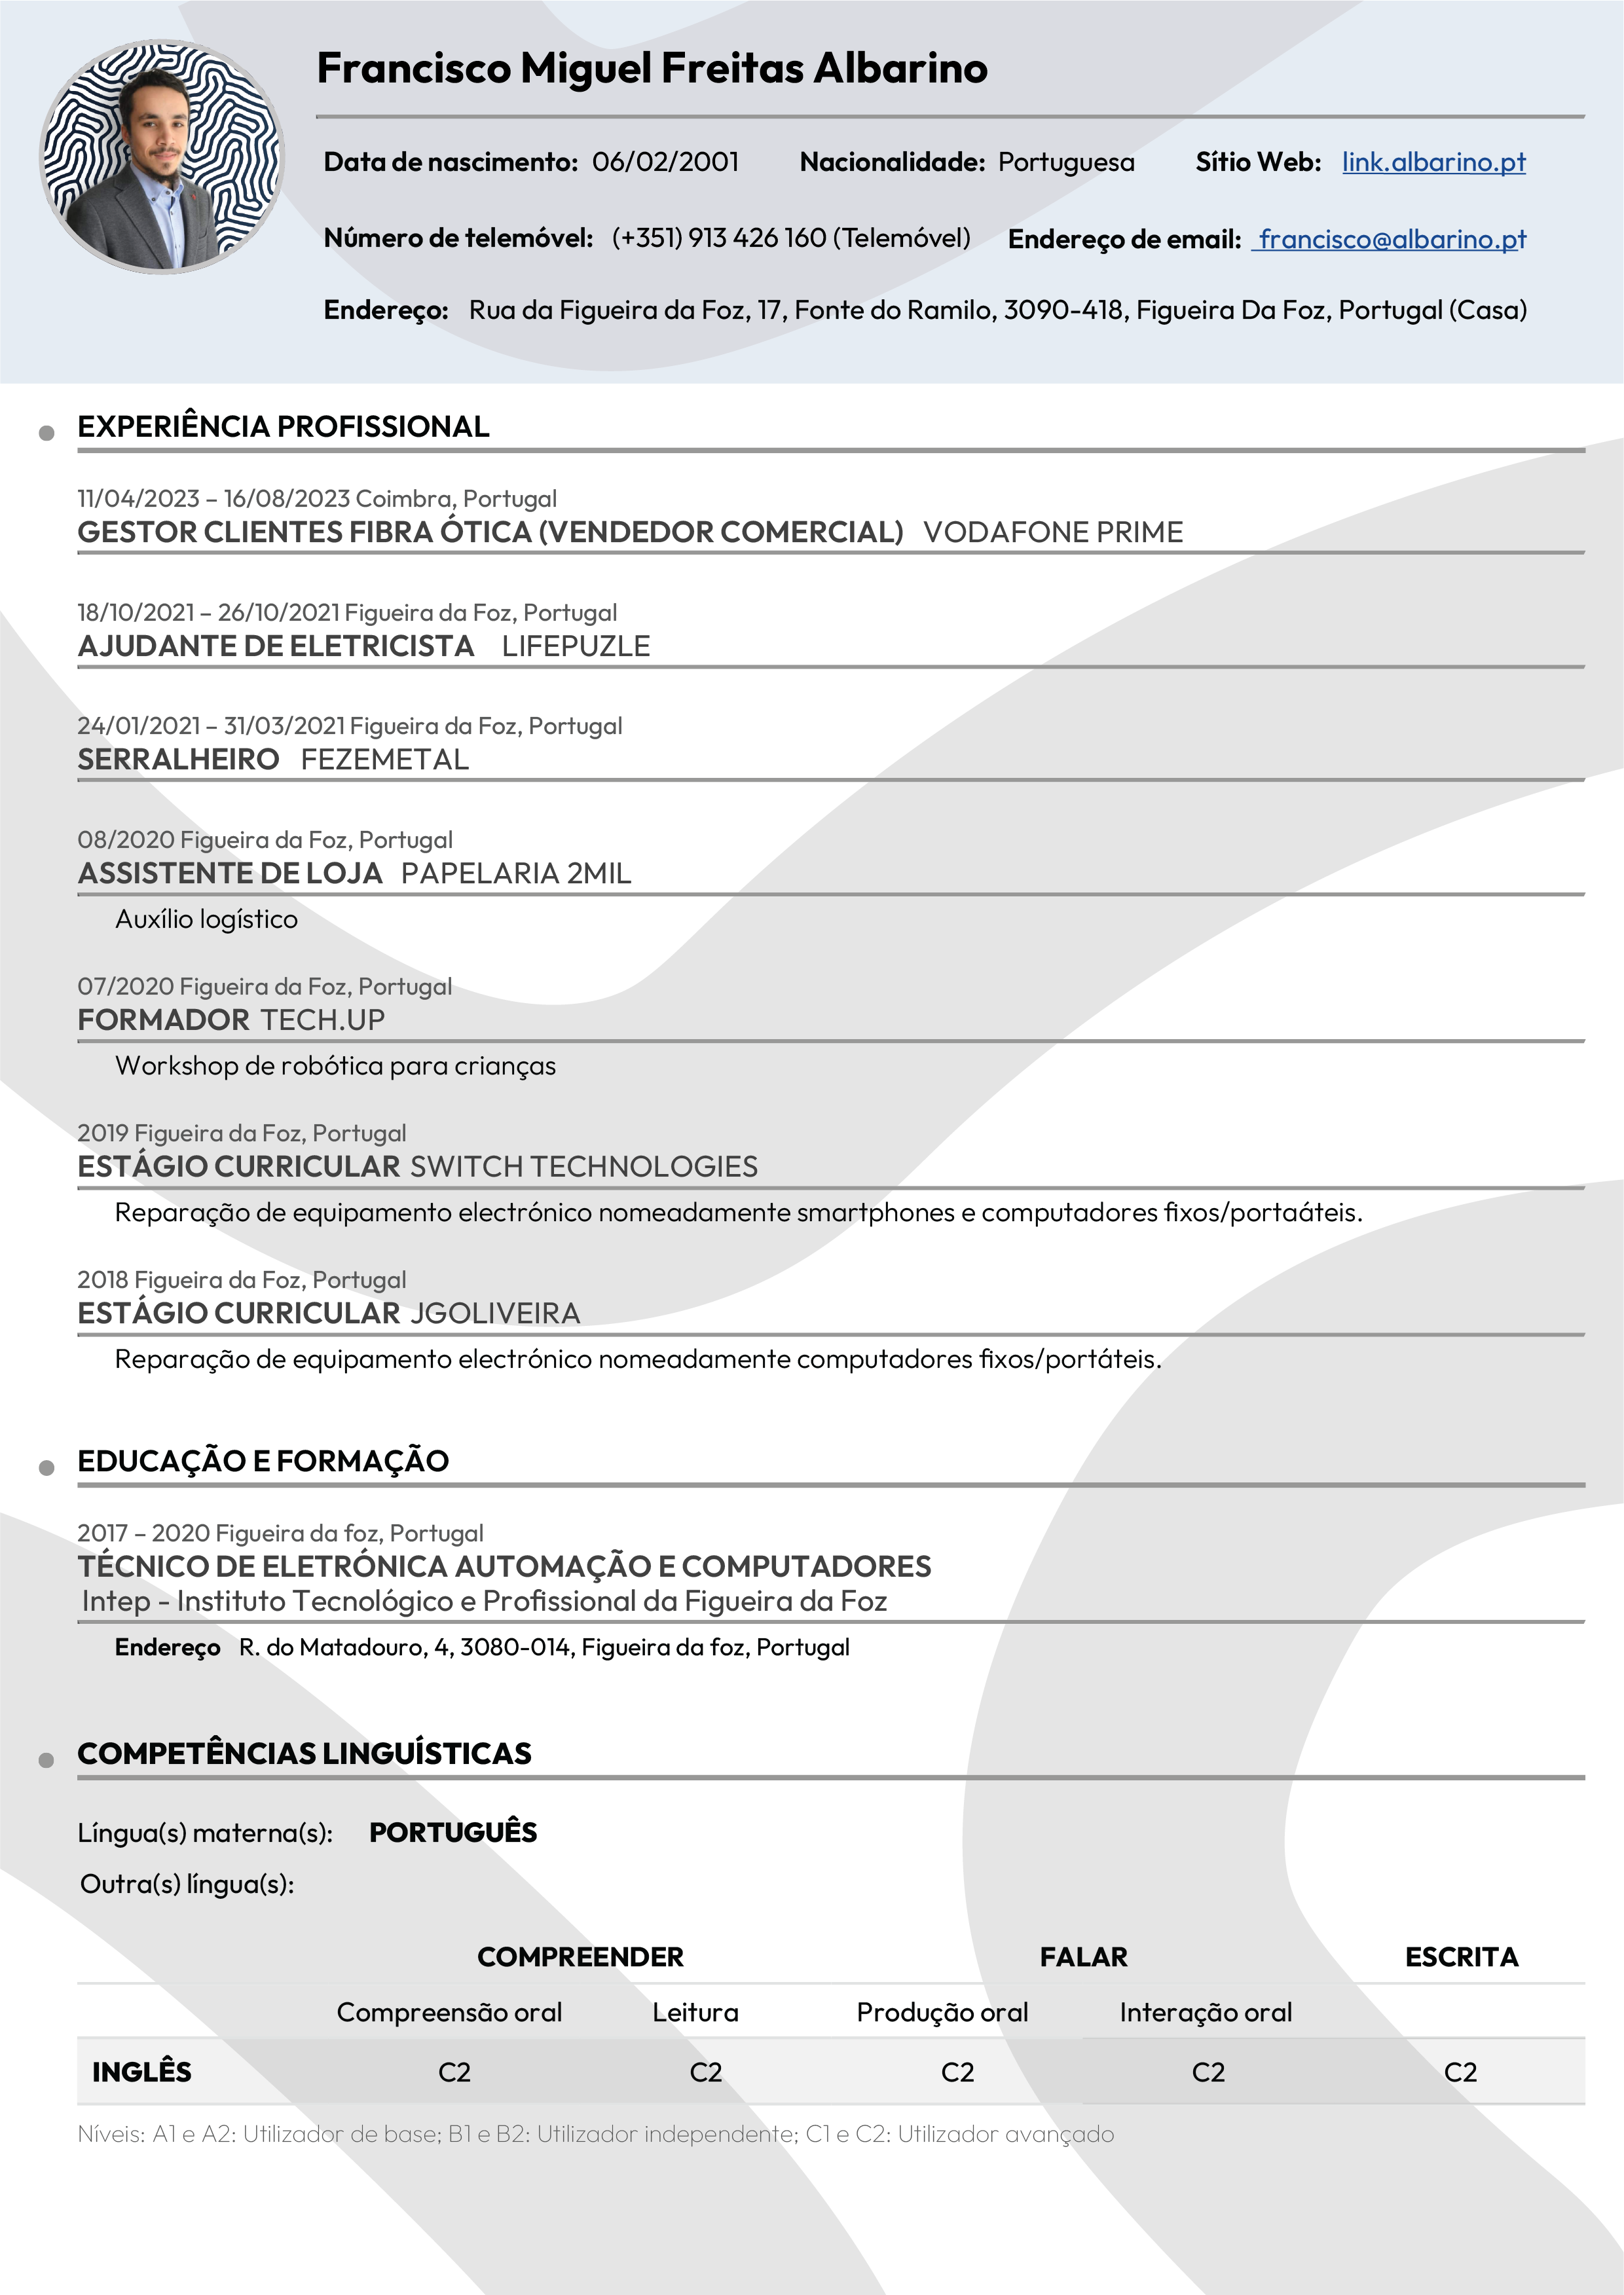 Francisco Miguel Freitas Albarino
Data de nascimento: 06/02/2001 Nacionalidade: Portuguesa Sítio Web: link.albarino.pt
Número de telemóvel: (+351) 913 426 160 (Telemóvel) Endereço de email: francisco@albarino.pt
Endereço: Rua da Figueira da Foz, 17, Fonte do Ramilo, 3090-418, Figueira Da Foz, Portugal (Casa)
EXPERIÊNCIA PROFISSIONAL
11/04/2023 – 16/08/2023 Coimbra, Portugal
GESTOR CLIENTES FIBRA ÓTICA (VENDEDOR COMERCIAL) VODAFONE PRIME
18/10/2021 – 26/10/2021 Figueira da Foz, Portugal
AJUDANTE DE ELETRICISTA LIFEPUZLE
24/01/2021 – 31/03/2021 Figueira da Foz, Portugal
SERRALHEIRO FEZEMETAL
08/2020 Figueira da Foz, Portugal
ASSISTENTE DE LOJA PAPELARIA 2MIL
Auxílio logístico
07/2020 Figueira da Foz, Portugal
FORMADOR TECH.UP
Workshop de robótica para crianças
2019 Figueira da Foz, Portugal
ESTÁGIO CURRICULAR SWITCH TECHNOLOGIES
Reparação de equipamento electrónico nomeadamente smartphones e computadores fixos/portaáteis.
2018 Figueira da Foz, Portugal
ESTÁGIO CURRICULAR JGOLIVEIRA
Reparação de equipamento electrónico nomeadamente computadores fixos/portáteis.
EDUCAÇÃO E FORMAÇÃO
2017 – 2020 Figueira da foz, Portugal
TÉCNICO DE ELETRÓNICA AUTOMAÇÃO E COMPUTADORES
Intep - Instituto Tecnológico e Profissional da Figueira da Foz
Endereço R. do Matadouro, 4, 3080-014, Figueira da foz, Portugal
COMPETÊNCIAS LINGUÍSTICAS
Língua(s) materna(s): PORTUGUÊS
Outra(s) língua(s):
COMPREENDER FALAR ESCRITA
Compreensão oral Leitura Produção oral Interação oral
INGLÊS C2 C2 C2 C2 C2
Níveis: A1 e A2: Utilizador de base; B1 e B2: Utilizador independente; C1 e C2: Utilizador avançado